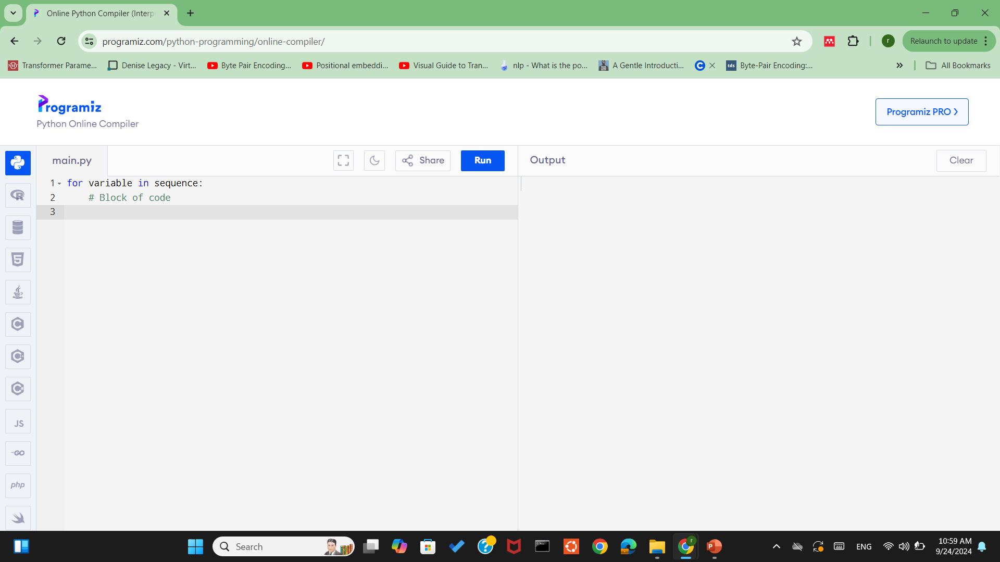 Online Python Compiler (Interp
programiz.com/python-programming/online-compiler/
r
Relaunch to update
Transformer Parame...
Denise Legacy - Virt...
Byte Pair Encoding...
Positional embeddi...
Visual Guide to Tran...
nlp - What is the po...
A Gentle Introducti...
tds Byte-Pair Encoding:...
All Bookmarks
Programiz
Python Online Compiler
Programiz PRO >
main.py
Share
Run
Output
Clear
1 for variable in sequence:
2 # Block of code
3
R
5
C
C
C
JS
GO
php
Search
ENG
10:59 AM
9/24/2024